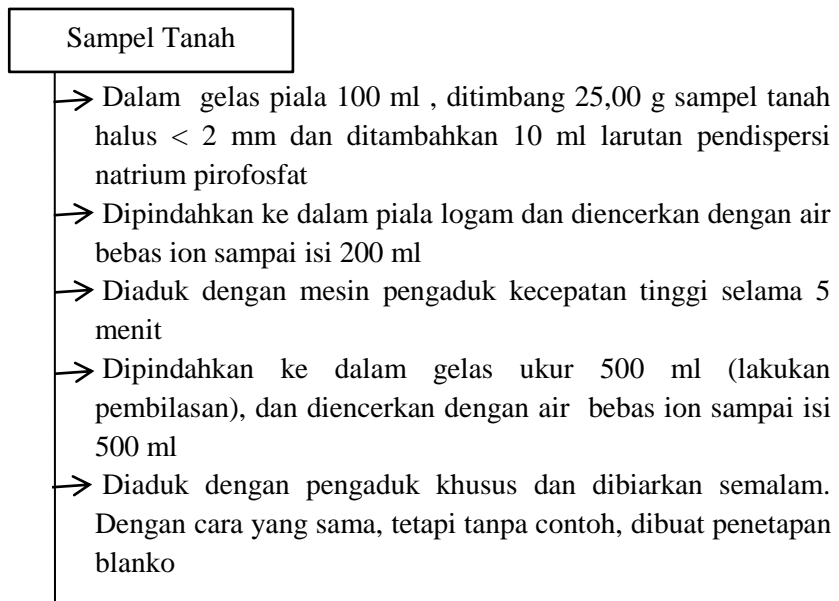 Sampel Tanah
Dalam gelas piala 100 ml , ditimbang 25,00 g sampel tanah
halus < 2 mm dan ditambahkan 10 ml larutan pendispersi
natrium pirofosfat
Dipindahkan ke dalam piala logam dan diencerkan dengan air
bebas ion sampai isi 200 ml
Diaduk dengan mesin pengaduk kecepatan tinggi selama 5
menit
Dipindahkan ke dalam gelas ukur 500 ml (lakukan
pembilasan), dan diencerkan dengan air bebas ion sampai isi
500 ml
Diaduk dengan pengaduk khusus dan dibiarkan semalam.
Dengan cara yang sama, tetapi tanpa contoh, dibuat penetapan
blanko